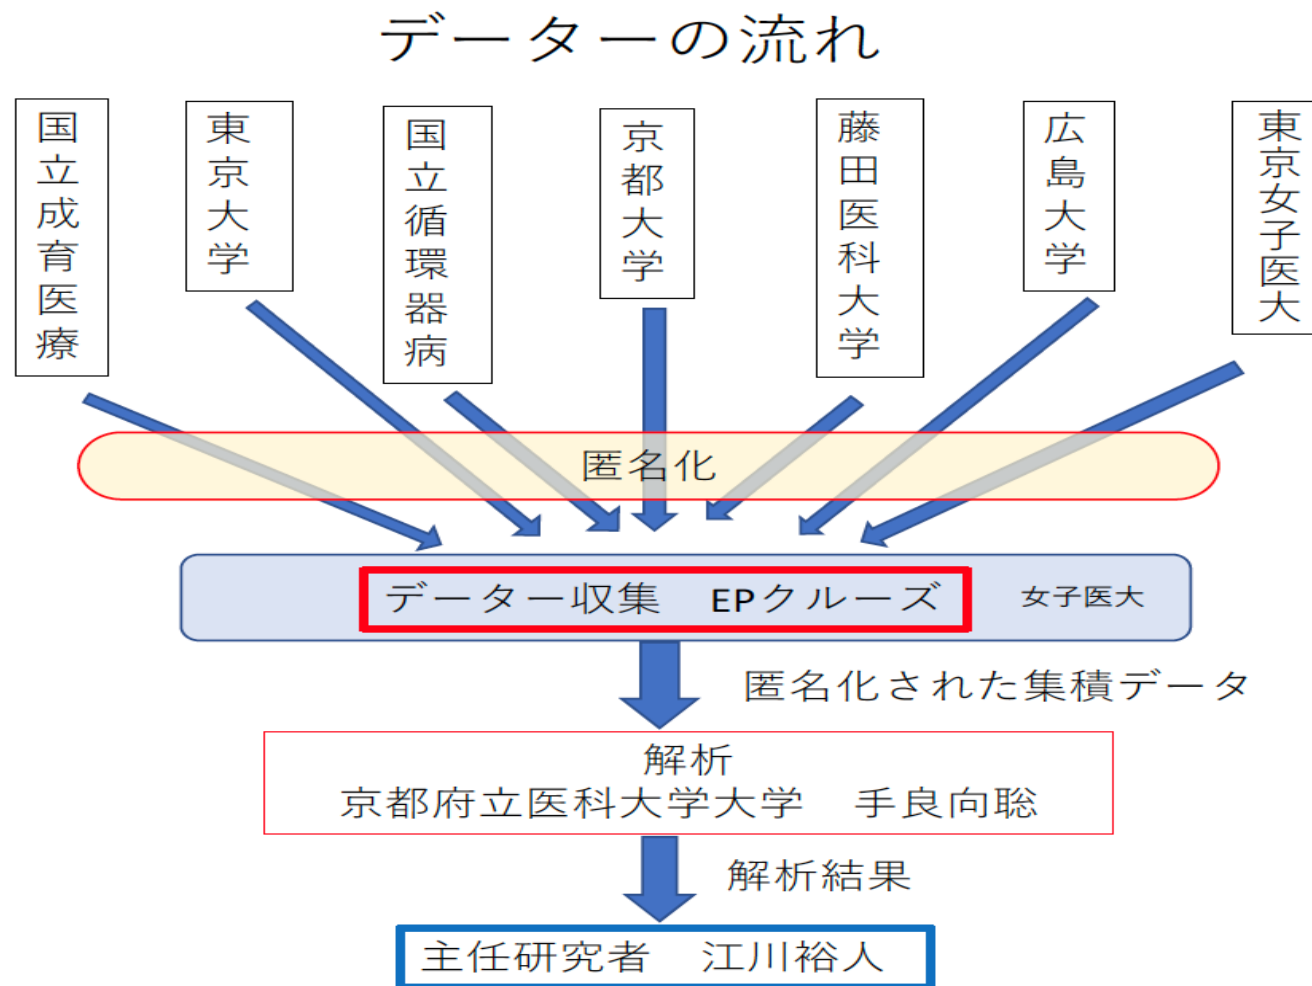 データーの流れ
国立成育医療
東京大学
国立循環器病
京都大学
藤田医科大学
広島大学
東京女子医大
匿名化
データー収集　EPクルーズ
女子医大
匿名化された集積データ
解析
京都府立医科大学大学　手良向聡
解析結果
主任研究者　江川裕人